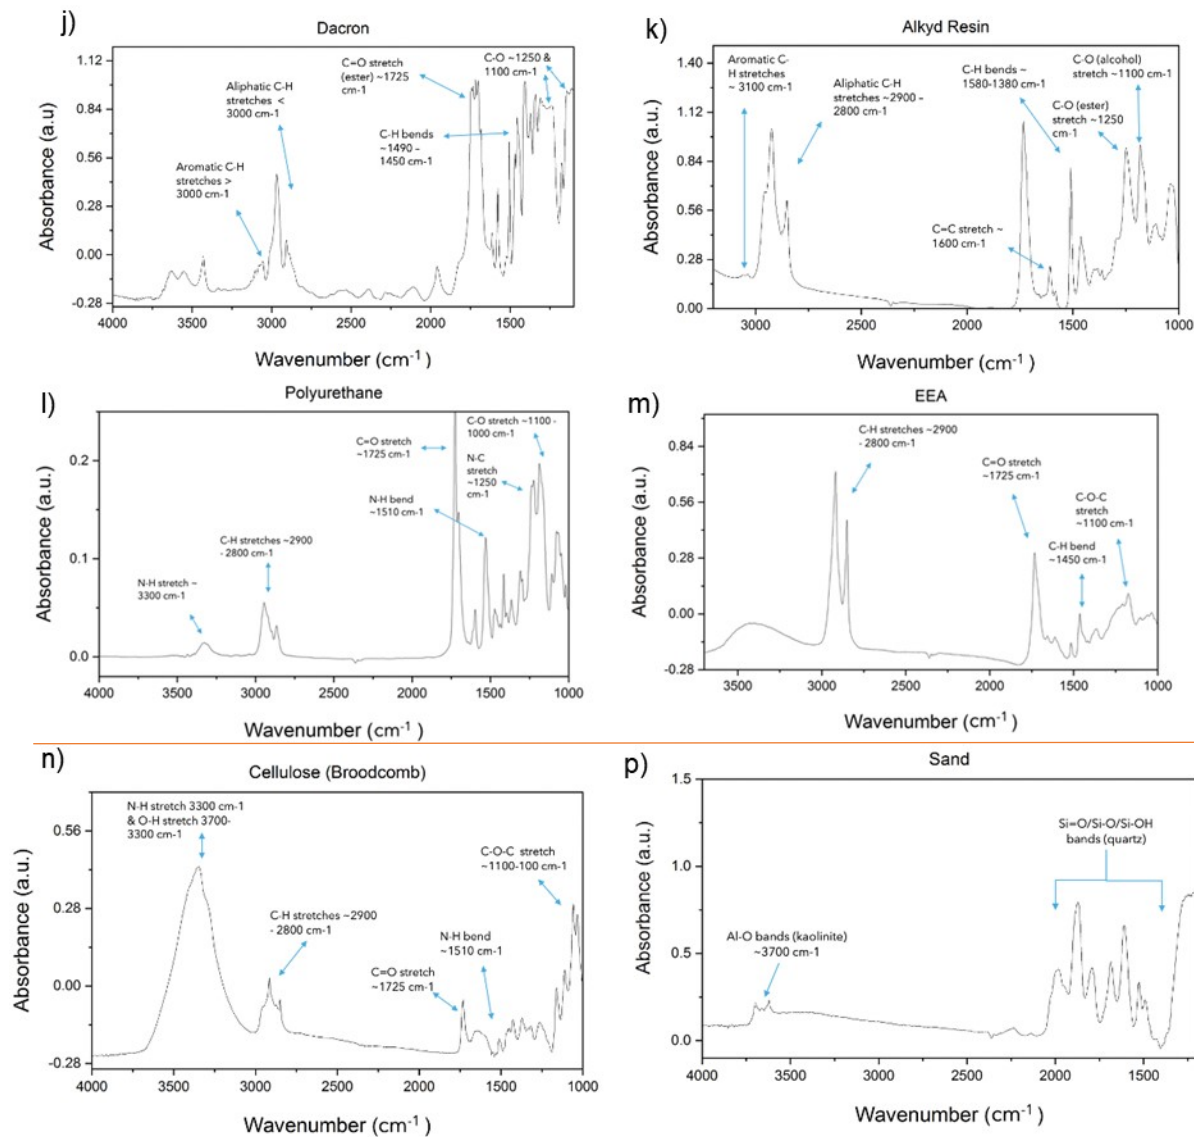 j)
Dacron
C=O stretch
(ester) ~1725
cm-1
C-O ~1250 &
1100 cm-1
Aliphatic C-H
stretches <
3000 cm-1
C-H bends
~1490 –
1450 cm-1
Aromatic C-H
stretches >
3000 cm-1
1.12
0.84
0.56
0.28
0.00
-0.28
Absorbance (a.u)
4000
3500
3000
2500
2000
1500
Wavenumber (cm-1)
k)
Alkyd Resin
Aromatic C-
H stretches
~ 3100 cm-1
Aliphatic C-H
stretches ~2900 –
2800 cm-1
C-H bends ~
1580-1380 cm-1
C-O (alcohol)
stretch ~1100 cm-1
C-O (ester)
stretch ~1250
cm-1
C=C stretch ~
1600 cm-1
1.40
1.12
0.84
0.56
0.28
0.00
Absorbance (a.u.)
3000
2500
2000
1500
1000
Wavenumber (cm-1)
l)
Polyurethane
C=O stretch
~1725 cm-1
C-O stretch ~1100 -
1000 cm-1
N-C
stretch
~1250
cm-1
N-H bend
~1510 cm-1
C-H stretches ~2900
- 2800 cm-1
N-H stretch ~
3300 cm-1
0.2
0.1
0.0
Absorbance (a.u.)
4000
3500
3000
2500
2000
1500
1000
Wavenumber (cm-1)
m)
EEA
C-H stretches ~2900
- 2800 cm-1
C=O stretch
~1725 cm-1
C-O-C
stretch
~1100 cm-1
C-H bend
~1450 cm-1
0.84
0.56
0.28
0.00
-0.28
Absorbance (a.u.)
3500
3000
2500
2000
1500
1000
Wavenumber (cm-1)
n)
Cellulose (Broodcomb)
N-H stretch 3300 cm-1
& O-H stretch 3700-
3300 cm-1
C-O-C stretch
~1100-100 cm-1
C-H stretches ~2900
- 2800 cm-1
N-H bend
~1510 cm-1
C=O stretch
~1725 cm-1
0.56
0.28
0.00
-0.28
Absorbance (a.u.)
4000
3500
3000
2500
2000
1500
1000
Wavenumber (cm-1)
p)
Sand
Si=O/Si-O/Si-OH
bands (quartz)
Al-O bands (kaolinite)
~3700 cm-1
1.5
1.0
0.5
0.0
Absorbance (a.u.)
4000
3500
3000
2500
2000
1500
Wavenumber (cm-1)